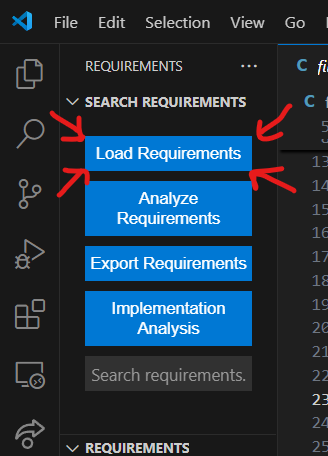 File Edit Selection View Go
REQUIREMENTS ...
SEARCH REQUIREMENTS
Load Requirements
Analyze
Requirements
Export Requirements
Implementation
Analysis
Search requirements.
REQUIREMENTS
C
C
5
13
14
15
16
17
18
19
20
21
22
23
24
25